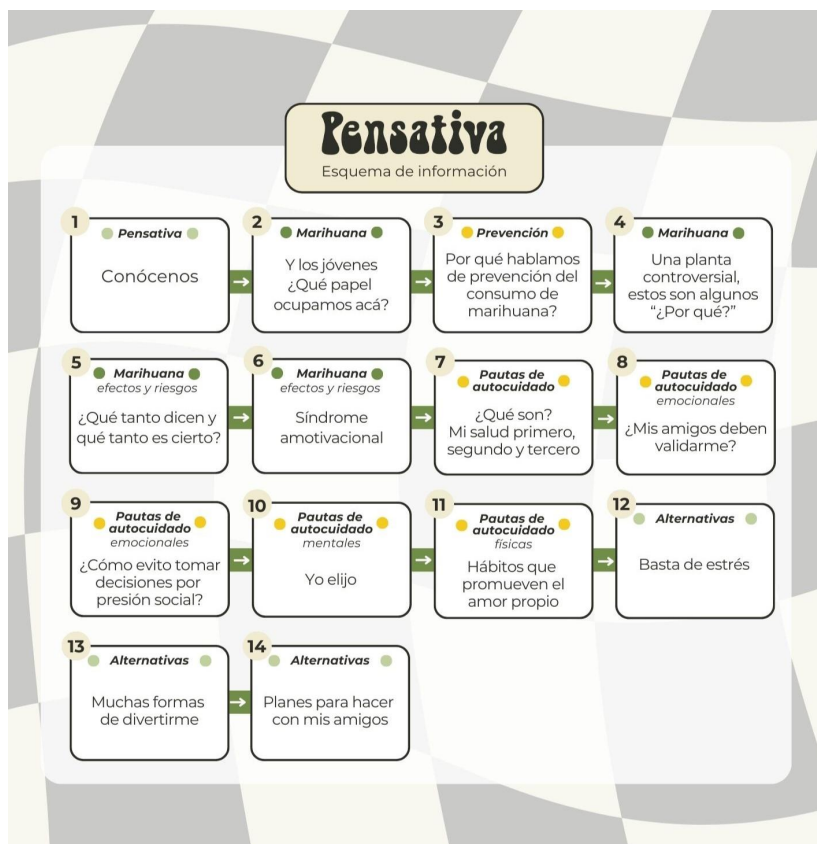 Pensativa
Esquema de información
1
Pensativa
Conócenos
→
2
Marihuana
Y los jóvenes
¿Qué papel
ocupamos acá?
→
3
Prevención
Por qué hablamos
de prevención del
consumo de
marihuana?
→
4
Marihuana
Una planta
controversial,
estos son algunos
“¿Por qué?”
5
Marihuana
efectos y riesgos
¿Qué tanto dicen y
qué tanto es cierto?
→
6
Marihuana
efectos y riesgos
Síndrome
amotivacional
→
7
Pautas de
autocuidado
¿Qué son?
Mi salud primero,
segundo y tercero
→
8
Pautas de
autocuidado
emocionales
¿Mis amigos deben
validarme?
9
Pautas de
autocuidado
emocionales
¿Cómo evito tomar
decisiones por
presión social?
→
10
Pautas de
autocuidado
mentales
Yo elijo
→
11
Pautas de
autocuidado
físicas
Hábitos que
promueven el
amor propio
→
12
Alternativas
Basta de estrés
13
Alternativas
Muchas formas
de divertirme
→
14
Alternativas
Planes para hacer
con mis amigos